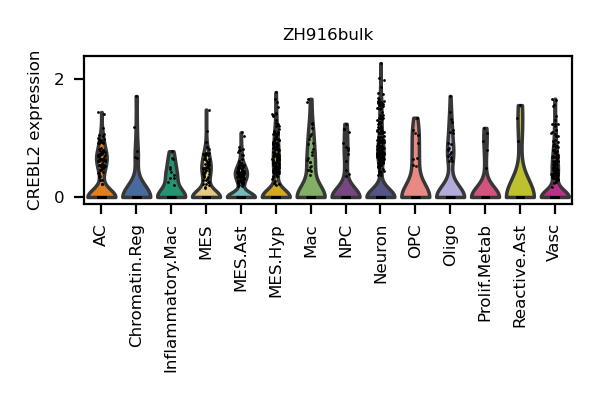 ZH916bulk
CREBL2 expression
2
0
AC
Chromatin.Reg
Inflammatory.Mac
MES
MES.Ast
MES.Hyp
Mac
NPC
Neuron
OPC
Oligo
Prolif.Metab
Reactive.Ast
Vasc